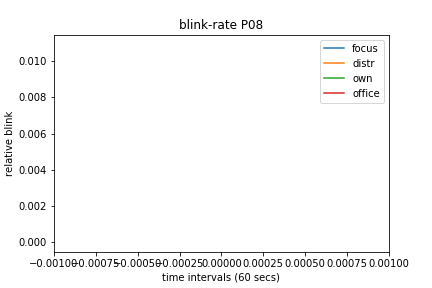 blink-rate P08
focus
distr
own
office
relative blink
0.010
0.008
0.006
0.004
0.002
0.000
−0.00100 −0.00075 −0.00050 −0.00025 0.00000 0.00025 0.00050 0.00075 0.00100
time intervals (60 secs)